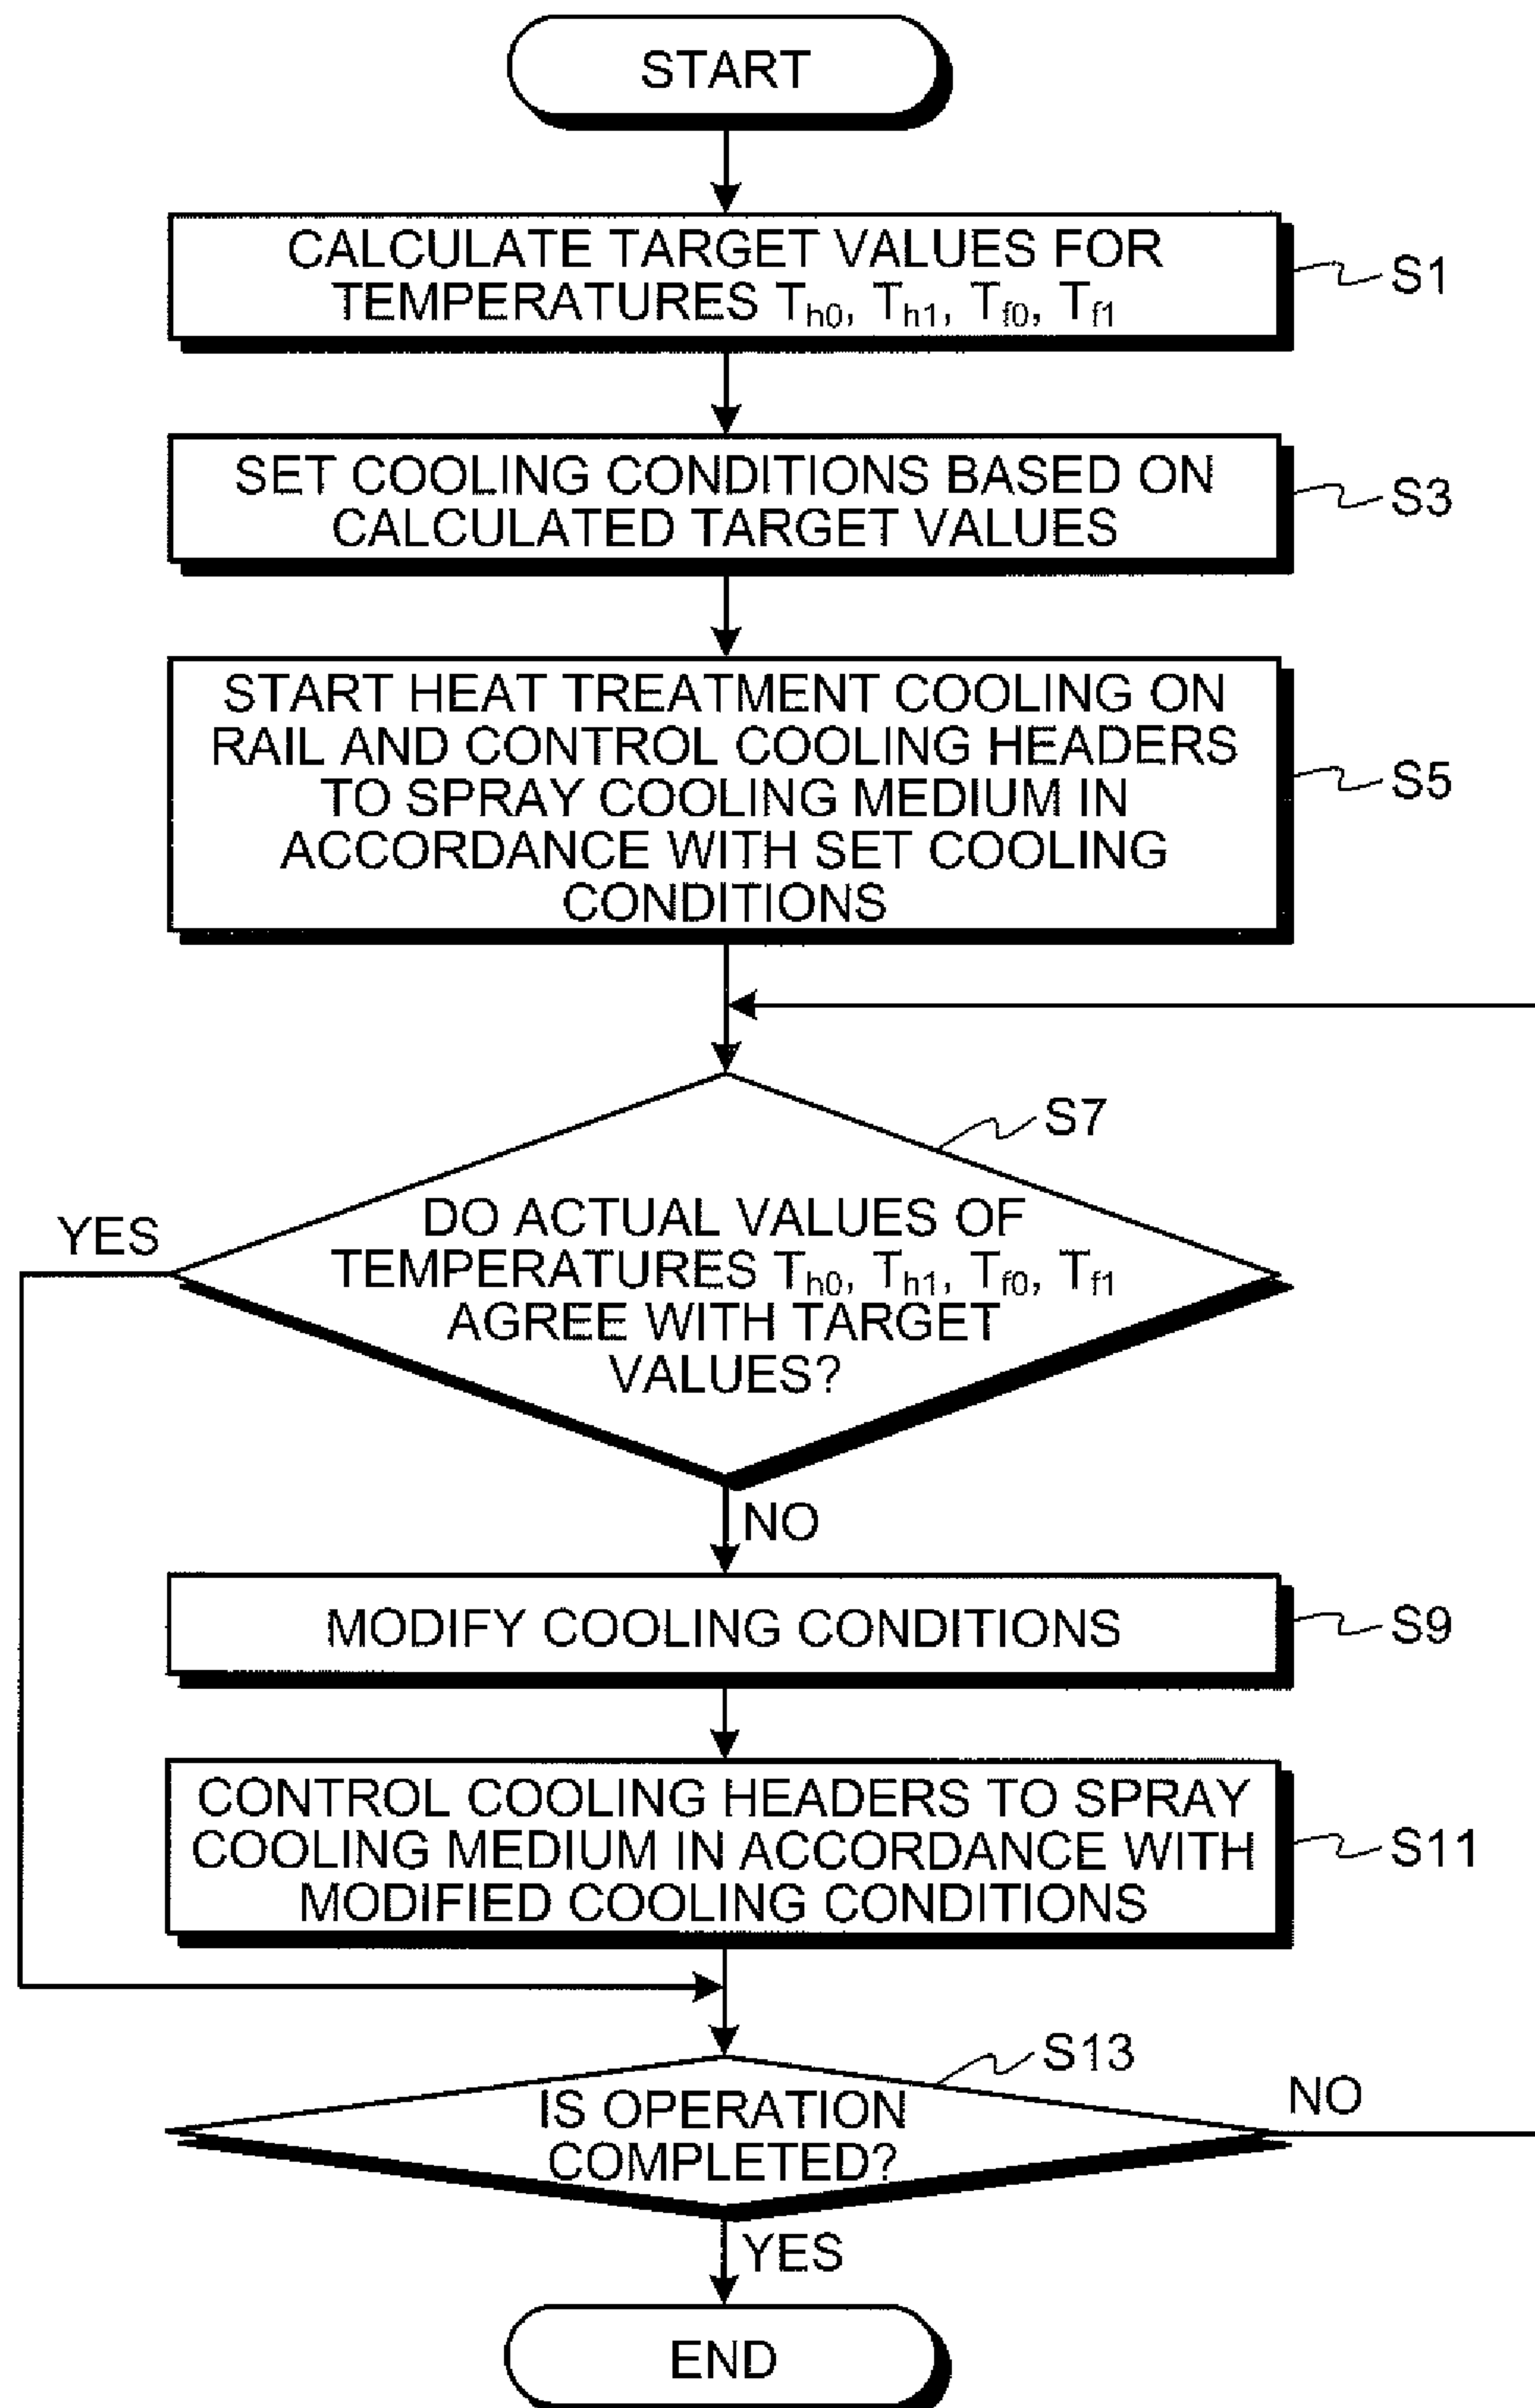 START
CALCULATE TARGET VALUES FOR
TEMPERATURES Th0, Th1, Tf0, Tf1
S1
SET COOLING CONDITIONS BASED ON
CALCULATED TARGET VALUES
S3
START HEAT TREATMENT COOLING ON
RAIL AND CONTROL COOLING HEADERS
TO SPRAY COOLING MEDIUM IN
ACCORDANCE WITH SET COOLING
CONDITIONS
S5
S7
DO ACTUAL VALUES OF
TEMPERATURES Th0, Th1, Tf0, Tf1
AGREE WITH TARGET
VALUES?
YES
NO
MODIFY COOLING CONDITIONS
S9
CONTROL COOLING HEADERS TO SPRAY
COOLING MEDIUM IN ACCORDANCE WITH
MODIFIED COOLING CONDITIONS
S11
S13
IS OPERATION
COMPLETED?
NO
YES
END